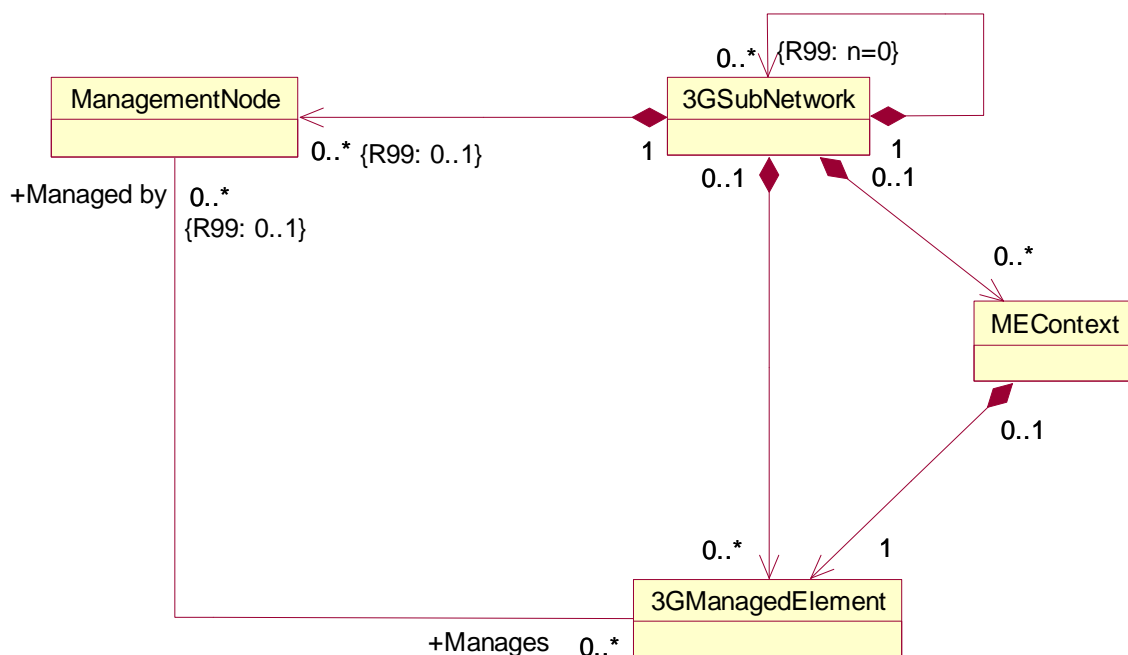 0..* {R99: n=0}
ManagementNode
3GSubNetwork
0..* {R99: 0..1}
1
1
0..1
0..1
+Managed by 0..*
{R99: 0..1}
0..*
MEContext
0..1
0..*
1
3GManagedElement
+Manages 0..*